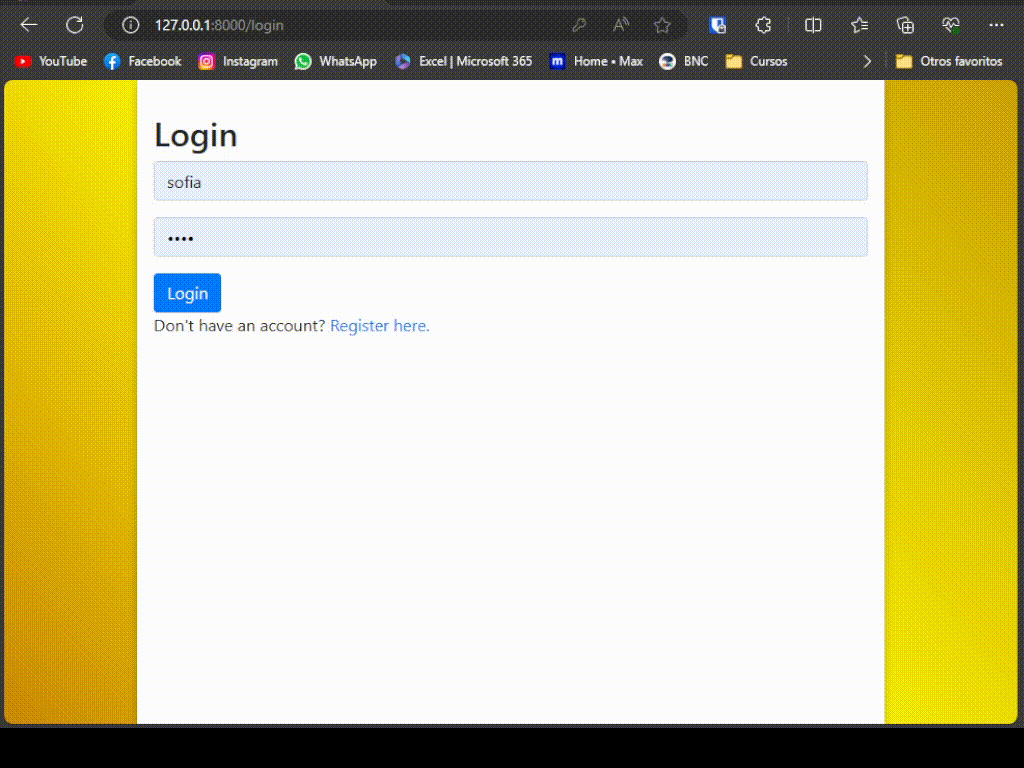 127.0.0.1:8000/login
YouTube Facebook Instagram WhatsApp Excel | Microsoft 365 Home • Max BNC Cursos Otros favoritos
Login
sofia
••••
Login
Don't have an account? Register here.